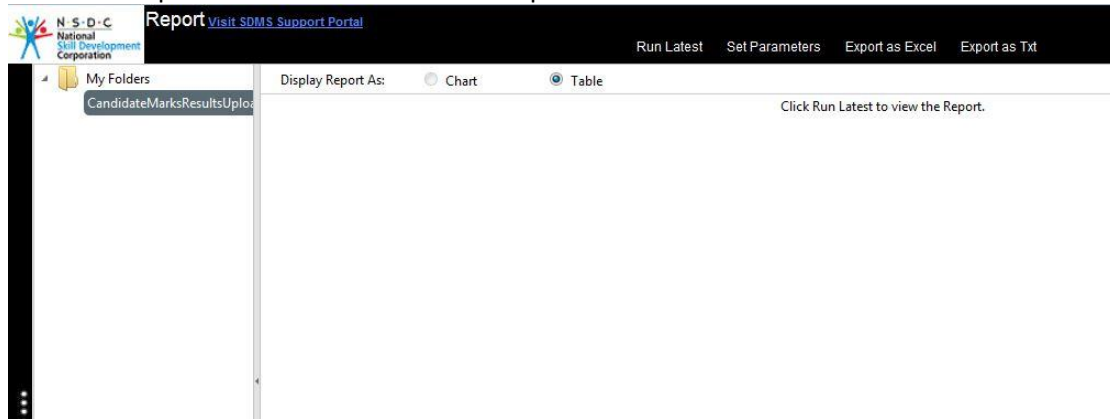 N·S·D·C
National
Skill Development
Corporation
Report Visit SDMS Support Portal
Run Latest Set Parameters Export as Excel Export as Txt
My Folders
CandidateMarksResultsUploa
Display Report As: Chart Table
Click Run Latest to view the Report.